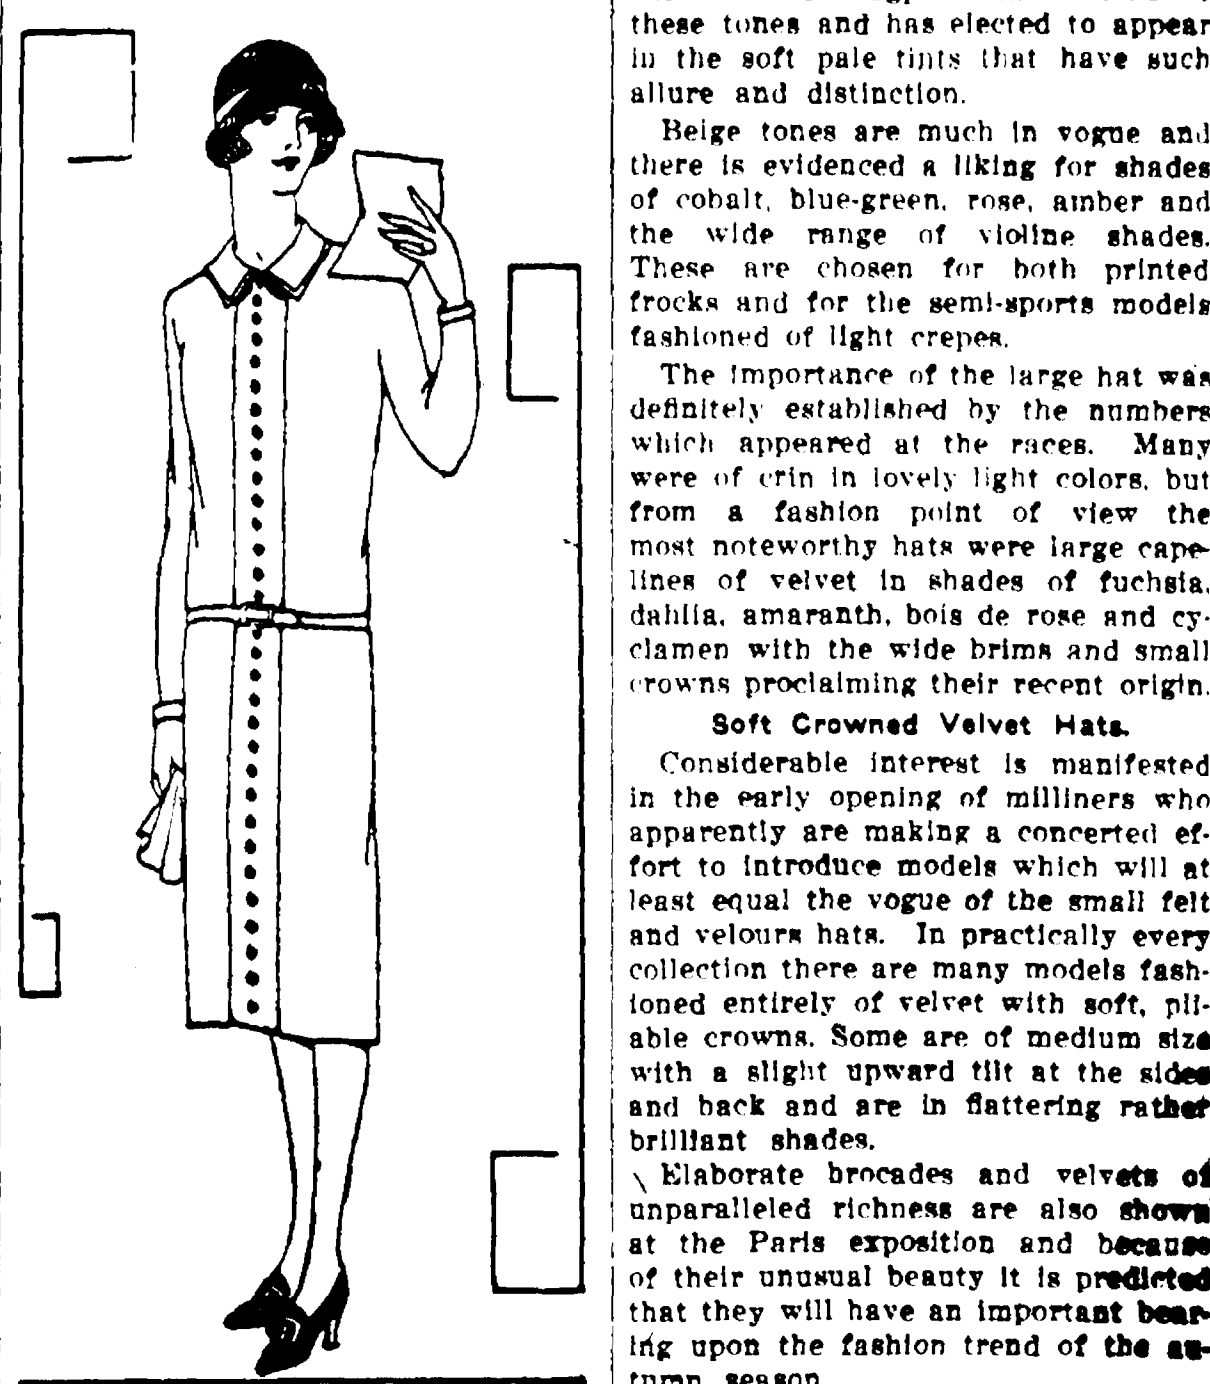 these tones and has elected to appear
in the soft pale tints that have such
allure and distinction.
Beige tones are much in vogue and
there is evidenced a liking for shades
of cobalt, blue-green, rose, amber and
the wide range of violine shades.
These are chosen for both printed
frocks and for the semi-sports models
fashioned of light crepes.
The importance of the large hat was
definitely established by the numbers
which appeared at the races. Many
were of crin in lovely light colors, but
from a fashion point of view the
most noteworthy hats were large cape-
lines of velvet in shades of fuchsia,
dahlia, amaranth, bois de rose and cy-
clamen with the wide brims and small
crowns proclaiming their recent origin.
Soft Crowned Velvet Hats.
Considerable interest is manifested
in the early opening of milliners who
apparently are making a concerted ef-
fort to introduce models which will at
least equal the vogue of the small felt
and velours hats. In practically every
collection there are many models fash-
ioned entirely of velvet with soft, pli-
able crowns. Some are of medium size
with a slight upward tilt at the sides
and back and are in flattering rather
brilliant shades.
Elaborate brocades and velvets of
unparalleled richness are also shown
at the Paris exposition and because
of their unusual beauty it is predicted
that they will have an important bear-
ing upon the fashion trend of the au-
tumn season.